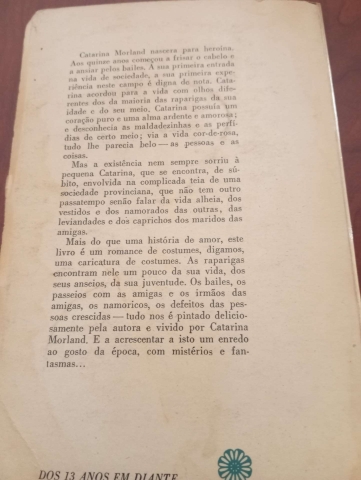 Catarina Morland nascera para heroína.
Aos quinze anos começou a frisar o cabelo e
a ansiar pelos bailes. A sua primeira entrada
na vida de sociedade, a sua primeira expe-
riência neste campo é digna de nota. Cata-
rina acordou para a vida com olhos dife-
rentes dos da maioria das raparigas da sua
idade e do seu meio. Catarina possuía um
coração puro e uma alma ardente e amorosa;
e desconhecia as maldadezinhas e as perfí-
dias de certo meio; via a vida cor-de-rosa,
tudo lhe parecia belo — as pessoas e as
coisas.
Mas a existência nem sempre sorriu à
pequena Catarina, que se encontra, de sú-
bito, envolvida na complicada teia de uma
sociedade provinciana, que não tem outro
passatempo senão falar da vida alheia, dos
vestidos e dos namorados das outras, das
leviandades e dos caprichos dos maridos das
amigas.
Mais do que uma história de amor, este
livro é um romance de costumes, digamos,
uma caricatura de costumes. As raparigas
encontram nele um pouco da sua vida, dos
seus anseios, da sua juventude. Os bailes, os
passeios com as amigas e os irmãos das
amigas, os namoricos, os defeitos das pes-
soas crescidas — tudo nos é pintado delicio-
samente pela autora e vivido por Catarina
Morland. E a acrescentar a isto um enredo
ao gosto da época, com mistérios e fan-
tasmas...
DOS 13 ANOS EM DIANTE